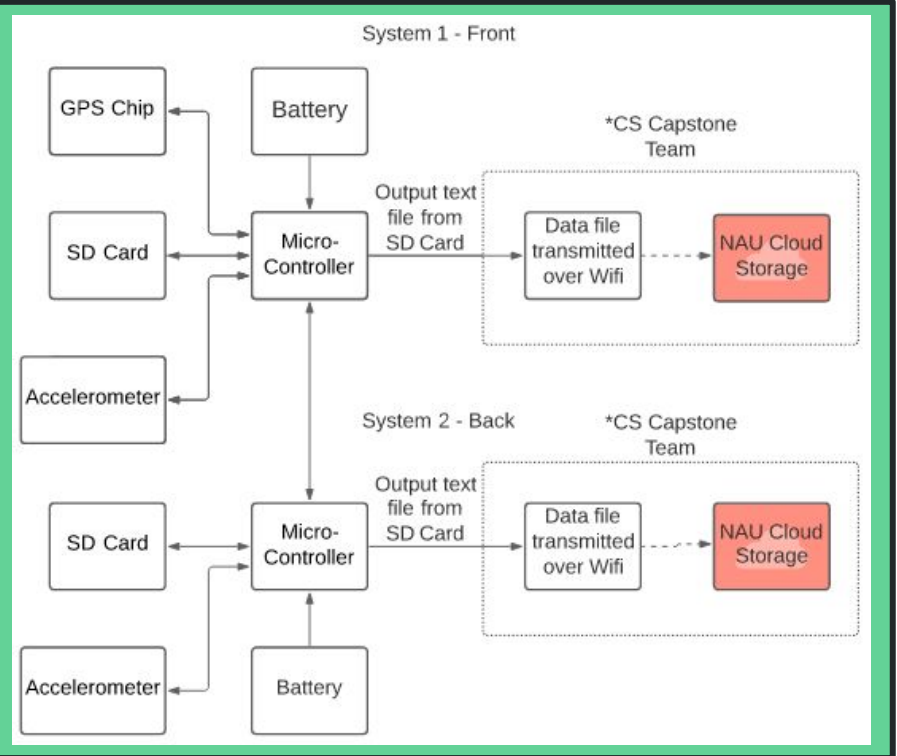 System 1 - Front
GPS Chip
Battery
*CS Capstone
Team
SD Card
Micro-
Controller
Output text
file from
SD Card
Data file
transmitted
over Wifi
NAU Cloud
Storage
Accelerometer
System 2 - Back
*CS Capstone
Team
SD Card
Micro-
Controller
Output text
file from
SD Card
Data file
transmitted
over Wifi
NAU Cloud
Storage
Accelerometer
Battery